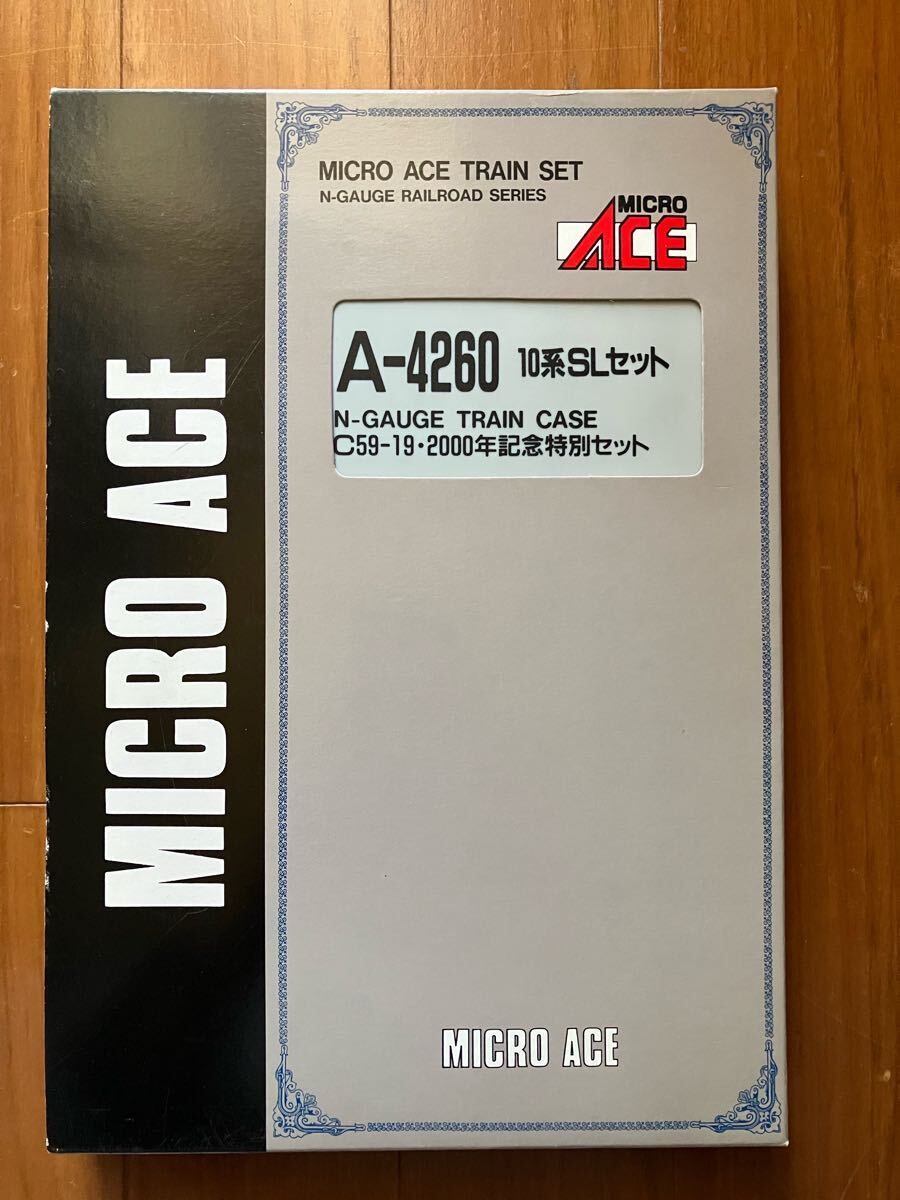 MICRO ACE
MICRO ACE TRAIN SET
N-GAUGE RAILROAD SERIES
MICRO
ACE
A-4260 10系SLセット
N-GAUGE TRAIN CASE
C59-19・2000年記念特別セット
MICRO ACE